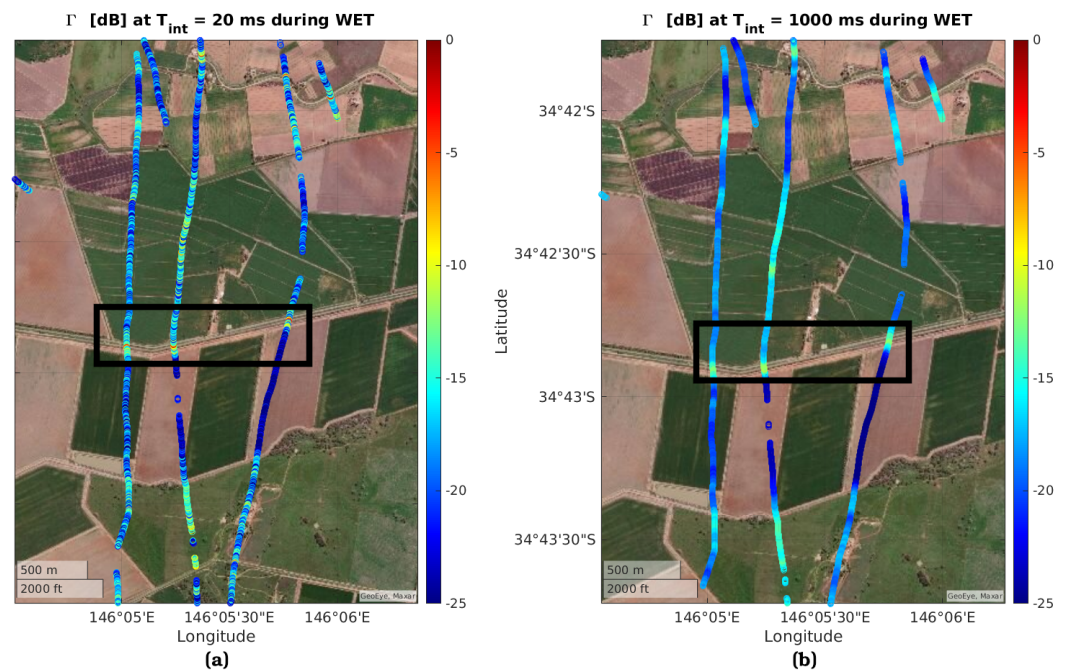 Γ [dB] at T_int = 20 ms during WET
0
-5
-10
-15
-20
-25
500 m
2000 ft
GeoEye, Maxar
146°05'E
146°05'30"E
146°06'E
Longitude
(a)
Γ [dB] at T_int = 1000 ms during WET
Latitude
34°42'S
34°42'30"S
34°43'S
34°43'30"S
0
-5
-10
-15
-20
-25
500 m
2000 ft
GeoEye, Maxar
146°05'E
146°05'30"E
146°06'E
Longitude
(b)